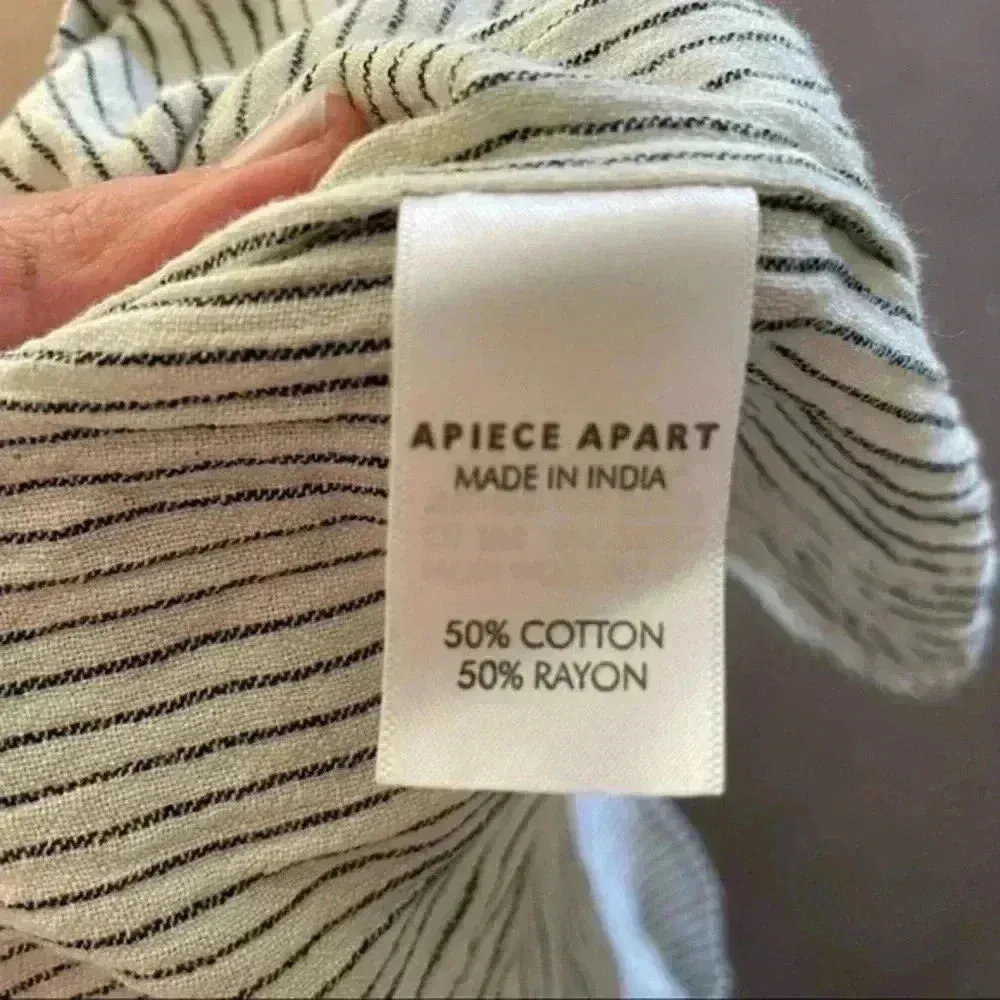 APIECE APART
MADE IN INDIA
50% COTTON
50% RAYON